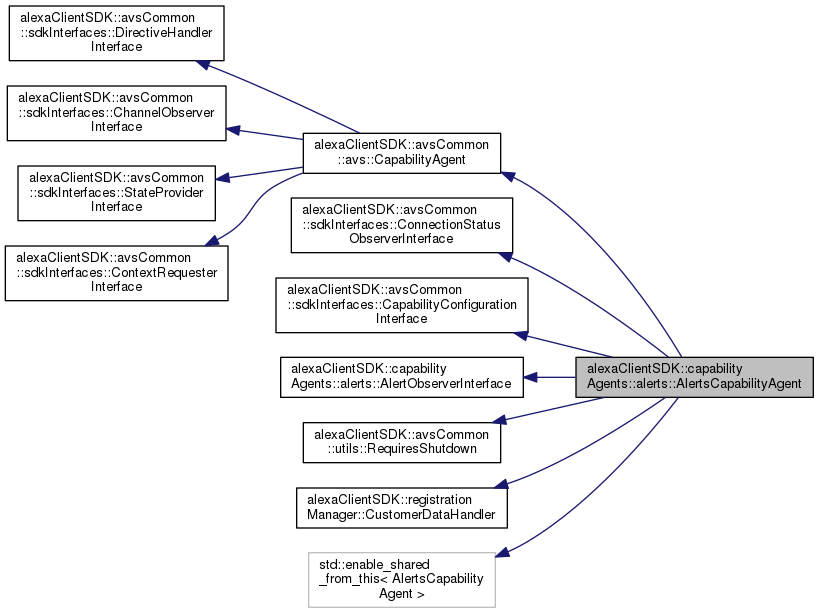 alexaClientSDK::avsCommon
::sdkInterfaces::DirectiveHandler
Interface
alexaClientSDK::avsCommon
::sdkInterfaces::ChannelObserver
Interface
alexaClientSDK::avsCommon
::sdkInterfaces::StateProvider
Interface
alexaClientSDK::avsCommon
::sdkInterfaces::ContextRequester
Interface
alexaClientSDK::avsCommon
::avs::CapabilityAgent
alexaClientSDK::avsCommon
::sdkInterfaces::ConnectionStatus
ObserverInterface
alexaClientSDK::avsCommon
::sdkInterfaces::CapabilityConfiguration
Interface
alexaClientSDK::capability
Agents::alerts::AlertObserverInterface
alexaClientSDK::avsCommon
::utils::RequiresShutdown
alexaClientSDK::registration
Manager::CustomerDataHandler
std::enable_shared
_from_this< AlertsCapability
Agent >
alexaClientSDK::capability
Agents::alerts::AlertsCapabilityAgent